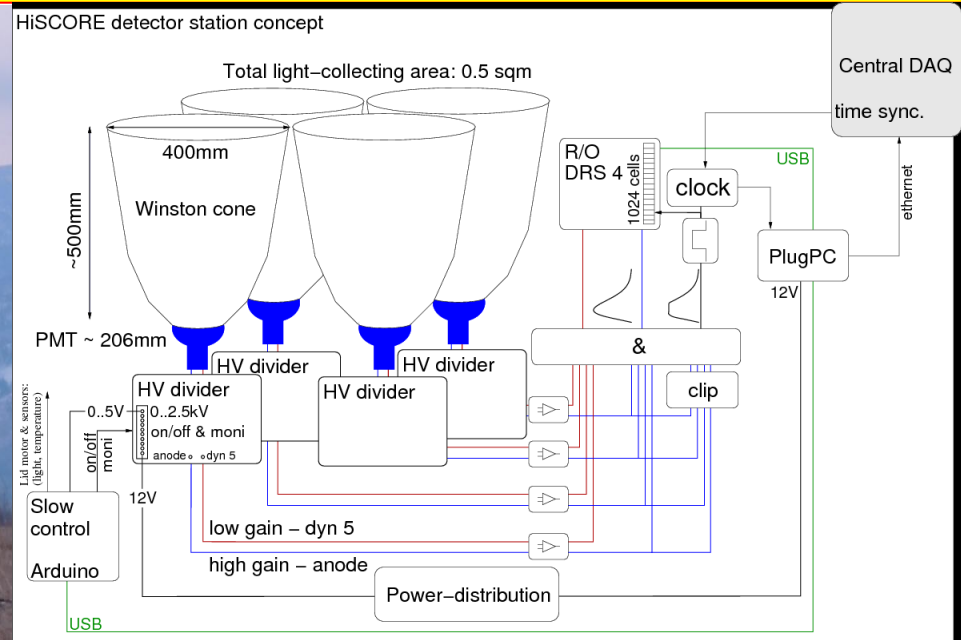 HiSCORE detector station concept
Total light−collecting area: 0.5 sqm
Central DAQ
time sync.
400mm
Winston cone
~500mm
PMT ~ 206mm
R/O
DRS 4
1024 cells
USB
clock
ethernet
PlugPC
12V
&
clip
HV divider
HV divider
HV divider
HV divider
0..5V
0..2.5kV
on/off & moni
anode
dyn 5
on/off
moni
Lid motor & sensors:
(light, temperature)
12V
Slow
control
Arduino
low gain − dyn 5
high gain − anode
Power−distribution
USB